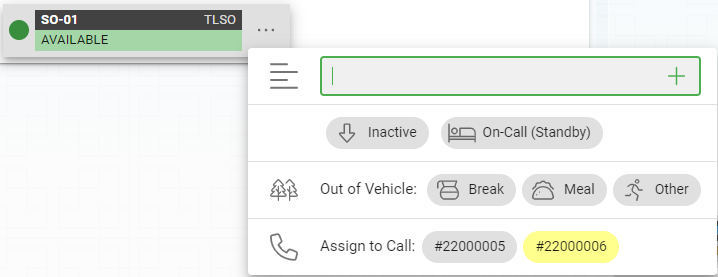 SO-01 TLSO
AVAILABLE
Inactive On-Call (Standby)
Out of Vehicle: Break Meal Other
Assign to Call: #22000005 #22000006